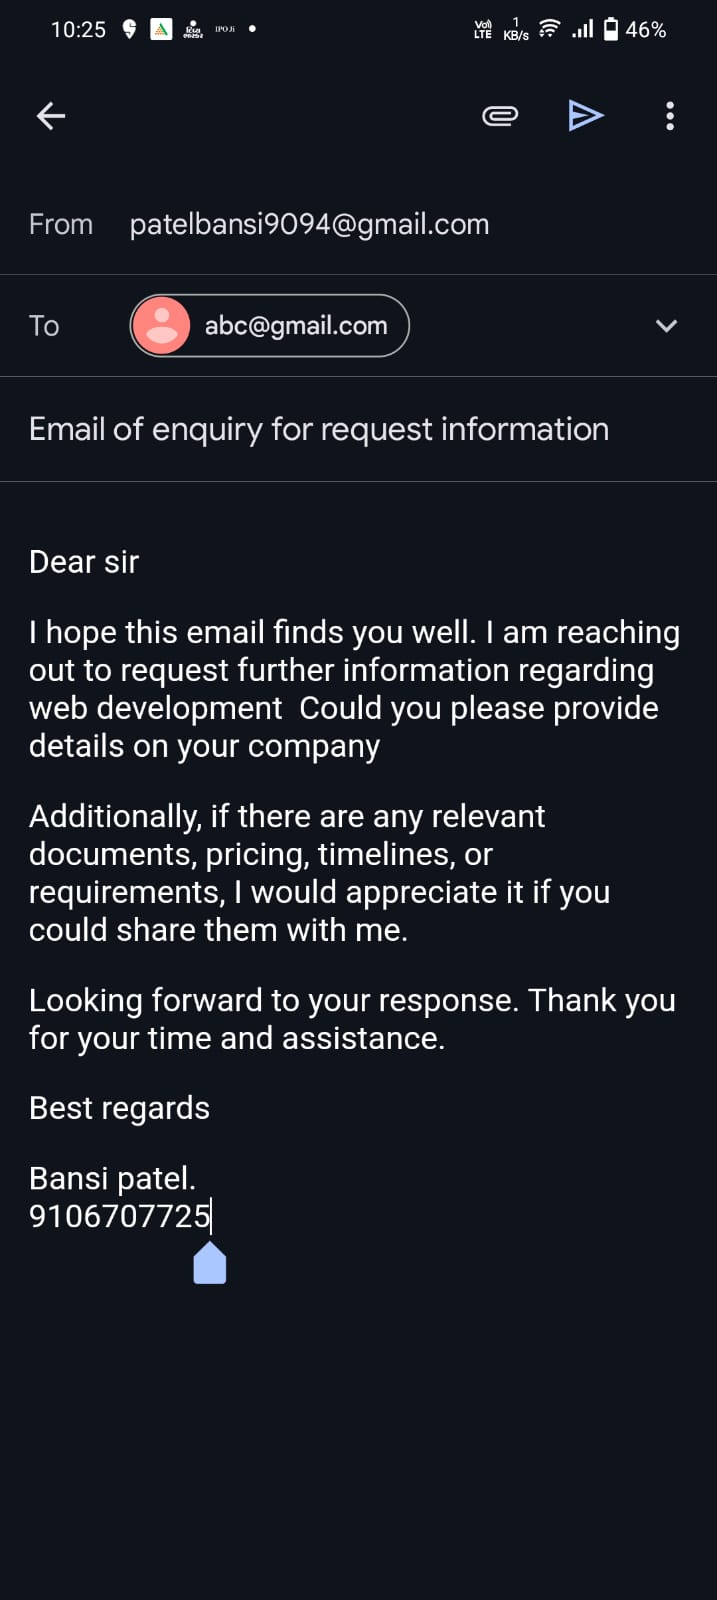 10:25 IPO Ji Vo) LTE 1 KB/s 46%
From patelbansi9094@gmail.com
To abc@gmail.com
Email of enquiry for request information
Dear sir
I hope this email finds you well. I am reaching
out to request further information regarding
web development  Could you please provide
details on your company
Additionally, if there are any relevant
documents, pricing, timelines, or
requirements, I would appreciate it if you
could share them with me.
Looking forward to your response. Thank you
for your time and assistance.
Best regards
Bansi patel.
9106707725